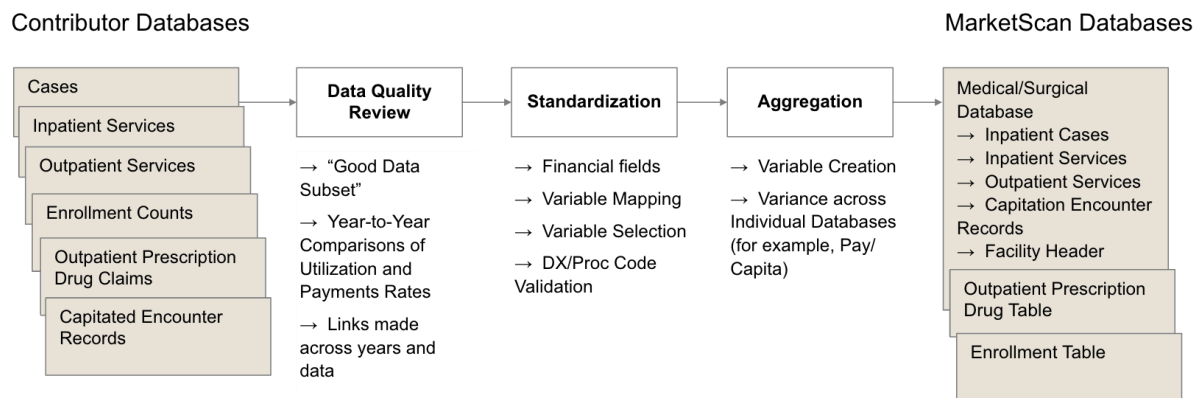 Contributor Databases
MarketScan Databases
Cases
Inpatient Services
Outpatient Services
Enrollment Counts
Outpatient Prescription
Drug Claims
Capitated Encounter
Records
Data Quality
Review
→ “Good Data
Subset”
→ Year-to-Year
Comparisons of
Utilization and
Payments Rates
→ Links made
across years and
data
Standardization
→ Financial fields
→ Variable Mapping
→ Variable Selection
→ DX/Proc Code
Validation
Aggregation
→ Variable Creation
→ Variance across
Individual Databases
(for example, Pay/
Capita)
Medical/Surgical
Database
→ Inpatient Cases
→ Inpatient Services
→ Outpatient Services
→ Capitation Encounter
Records
→ Facility Header
Outpatient Prescription
Drug Table
Enrollment Table